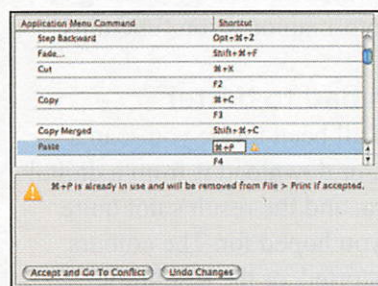 Application Menu Command Shortcut
Step Backward Opt+⌘+Z
Fade... Shift+⌘+F
Cut ⌘+X
F2
Copy ⌘+C
F3
Copy Merged Shift+⌘+C
Paste ⌘+P
F4
⌘+P is already in use and will be removed from File > Print if accepted.
Accept and Go To Conflict Undo Changes